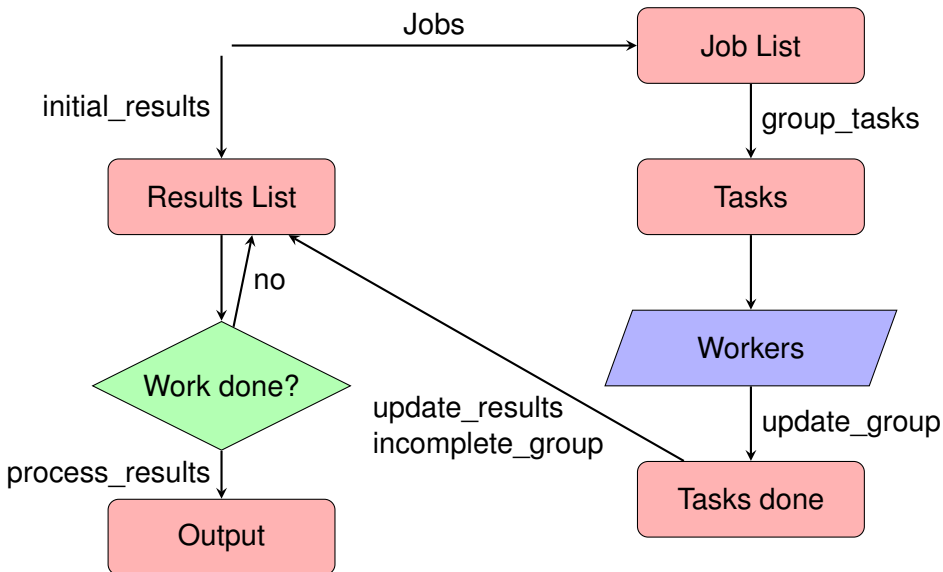 Jobs
Job List
initial_results
group_tasks
Results List
Tasks
no
Workers
Work done?
update_results
incomplete_group
update_group
process_results
Tasks done
Output